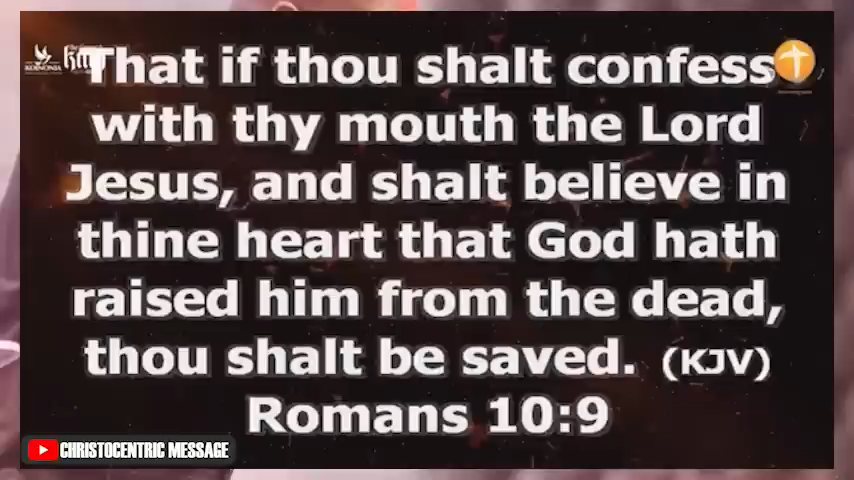 KOINONIA
That if thou shalt confess
with thy mouth the Lord
Jesus, and shalt believe in
thine heart that God hath
raised him from the dead,
thou shalt be saved. (KJV)
Romans 10:9
CHRISTOCENTRIC MESSAGE